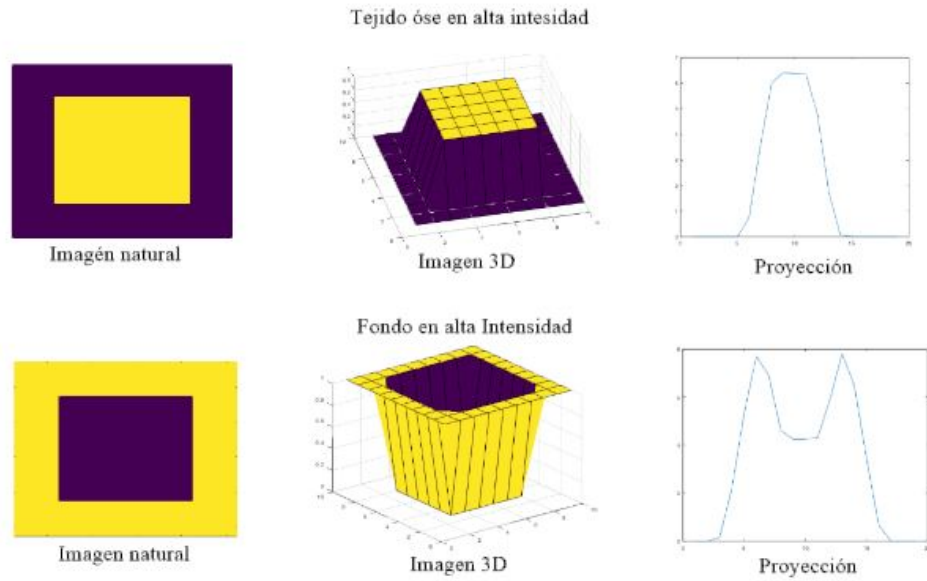 Tejido óse en alta intesidad
Imagén natural
Imagen 3D
Proyección
Fondo en alta Intensidad
Imagen natural
Imagen 3D
Proyección